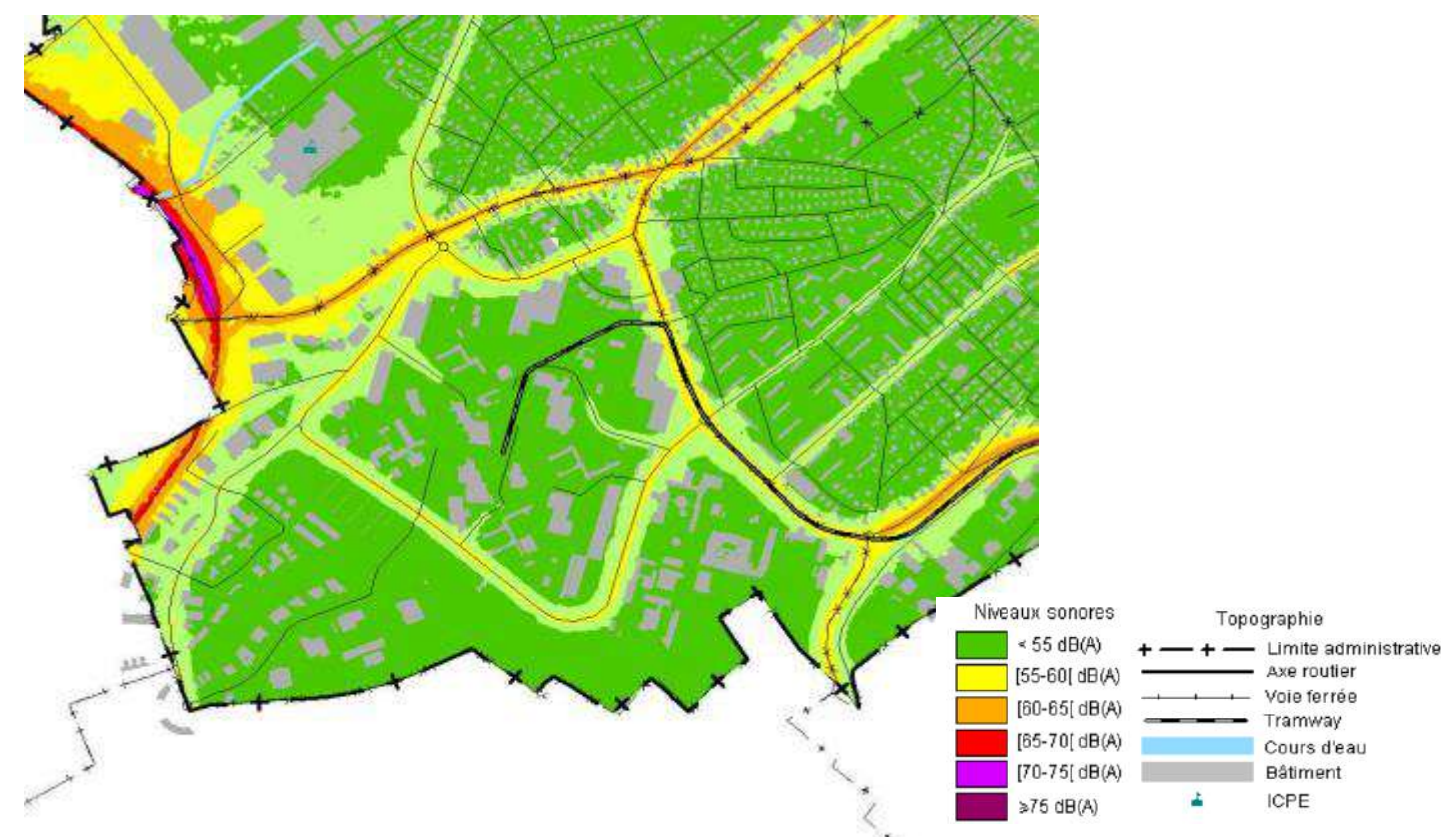 Niveaux sonores
< 55 dB(A)
[55-60[ dB(A)
[60-65[ dB(A)
[65-70[ dB(A)
[70-75[ dB(A)
⩾75 dB(A)
Topographie
Limite administrative
Axe routier
Voie ferrée
Tramway
Cours d'eau
Bâtiment
ICPE